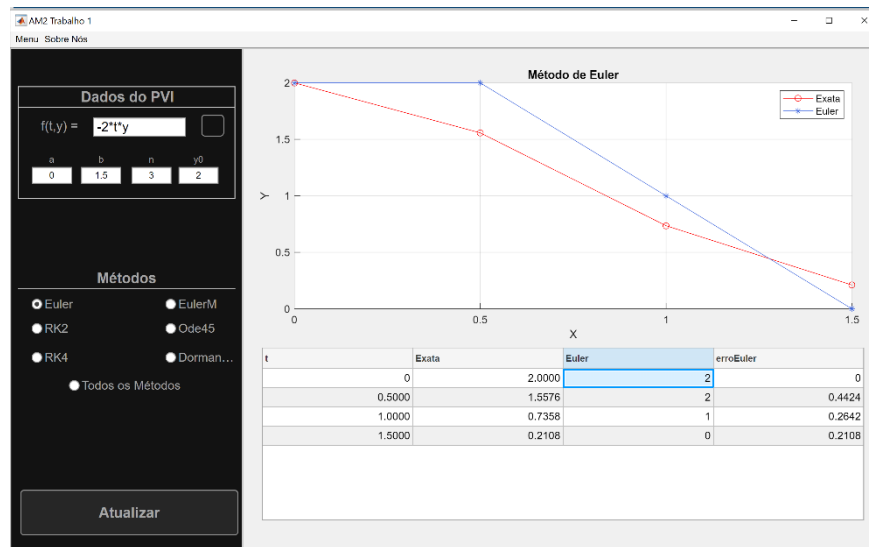 AM2 Trabalho 1
Menu Sobre Nós
Dados do PVI
f(t,y) = -2*t*y
a b n y0
0 1.5 3 2
Métodos
Euler EulerM
RK2 Ode45
RK4 Dorman...
Todos os Métodos
Atualizar
Método de Euler
Exata
Euler
2
1.5
1
0.5
0
Y
0 0.5 1 1.5
X
t Exata Euler erroEuler
0 2.0000 2 0
0.5000 1.5576 2 0.4424
1.0000 0.7358 1 0.2642
1.5000 0.2108 0 0.2108